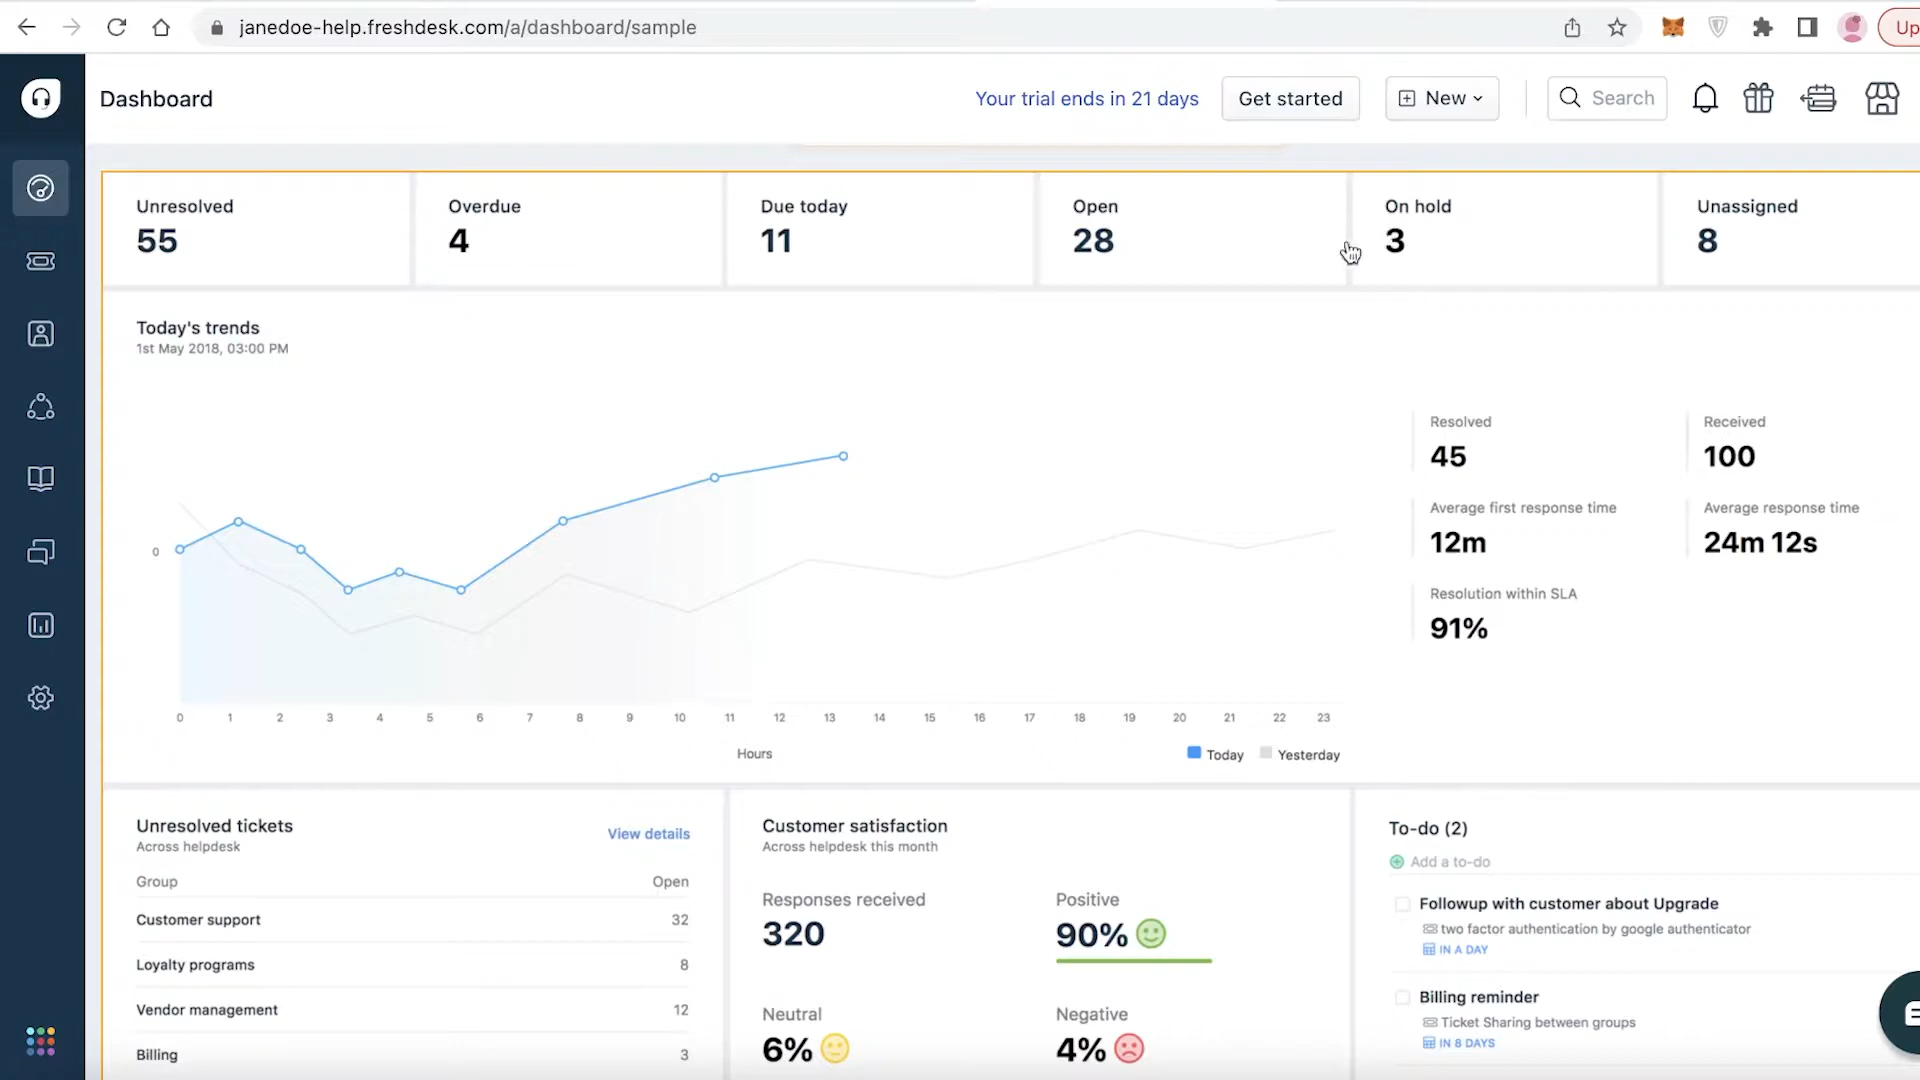 janedoe-help.freshdesk.com/a/dashboard/sample
Up
Dashboard
Your trial ends in 21 days
Get started
New
Search
Unresolved
55
Overdue
4
Due today
11
Open
28
On hold
3
Unassigned
8
Today's trends
1st May 2018, 03:00 PM
0
0 1 2 3 4 5 6 7 8 9 10 11 12 13 14 15 16 17 18 19 20 21 22 23
Hours
Today
Yesterday
Resolved
45
Received
100
Average first response time
12m
Average response time
24m 12s
Resolution within SLA
91%
Unresolved tickets
View details
Across helpdesk
Group Open
Customer support 32
Loyalty programs 8
Vendor management 12
Billing 3
Customer satisfaction
Across helpdesk this month
Responses received
320
Positive
90%
Neutral
6%
Negative
4%
To-do (2)
Add a to-do
Followup with customer about Upgrade
two factor authentication by google authenticator
IN A DAY
Billing reminder
Ticket Sharing between groups
IN 8 DAYS